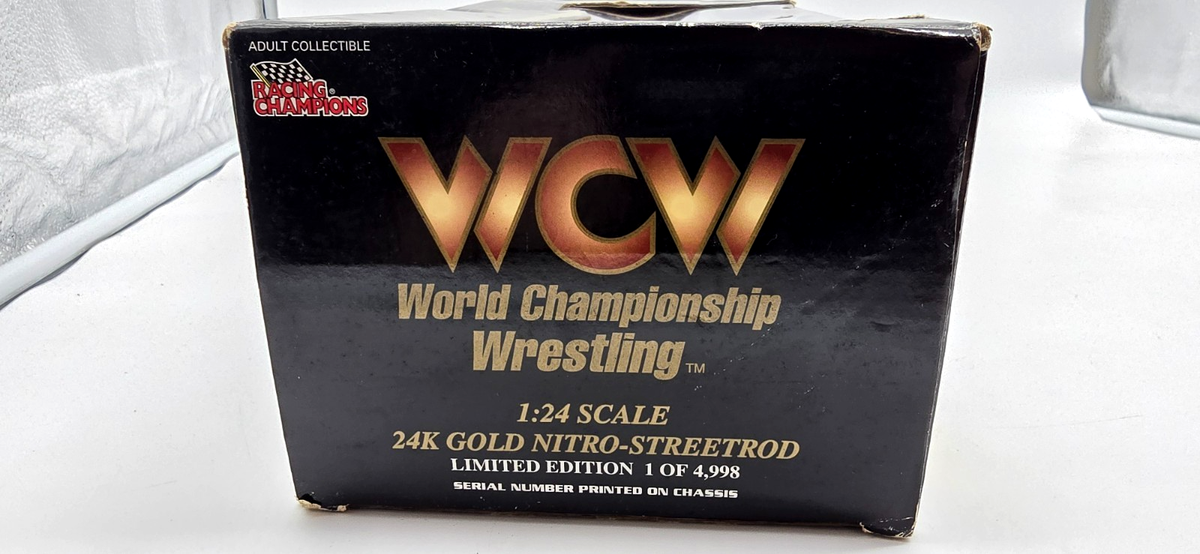 ADULT COLLECTIBLE
RACING®
CHAMPIONS
WCW
World Championship
Wrestling™
1:24 SCALE
24K GOLD NITRO-STREETROD
LIMITED EDITION 1 OF 4,998
SERIAL NUMBER PRINTED ON CHASSIS